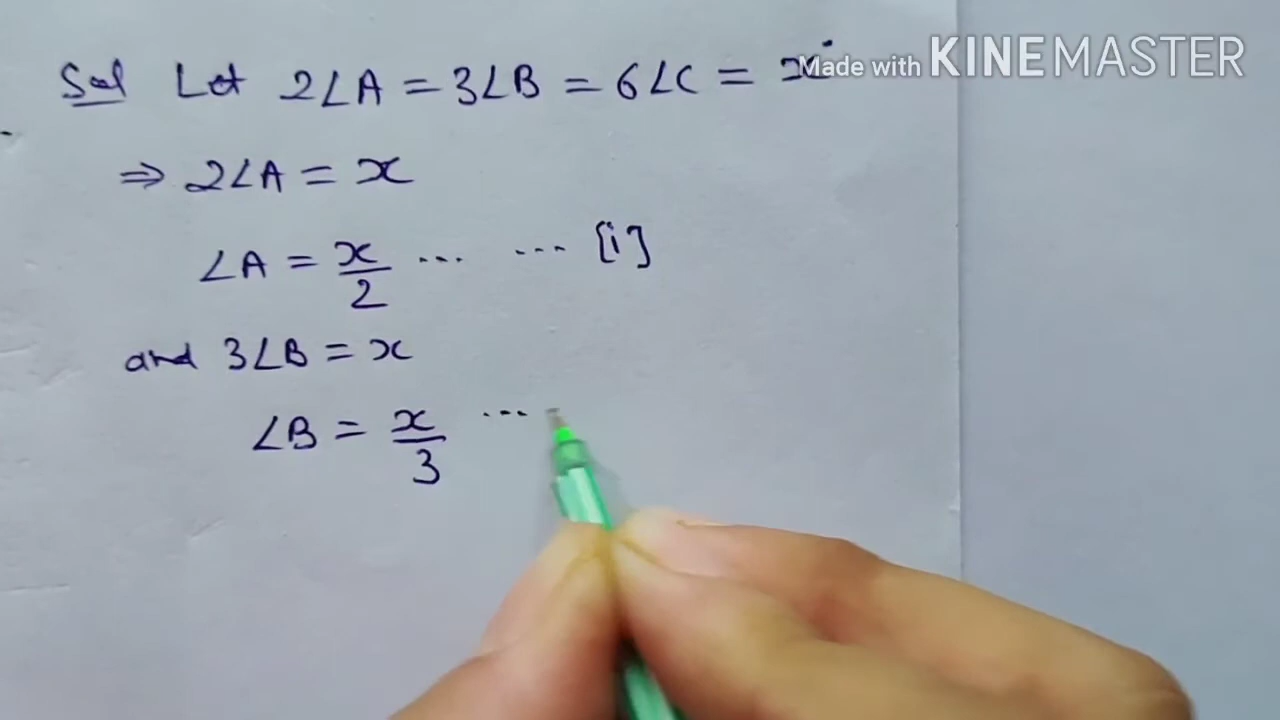 Sol Let 2∠A = 3∠B = 6∠C = x°
Made with KINEMASTER
⇒ 2∠A = x
∠A = x/2 ... ... [i]
and 3∠B = x
∠B = x/3 ...